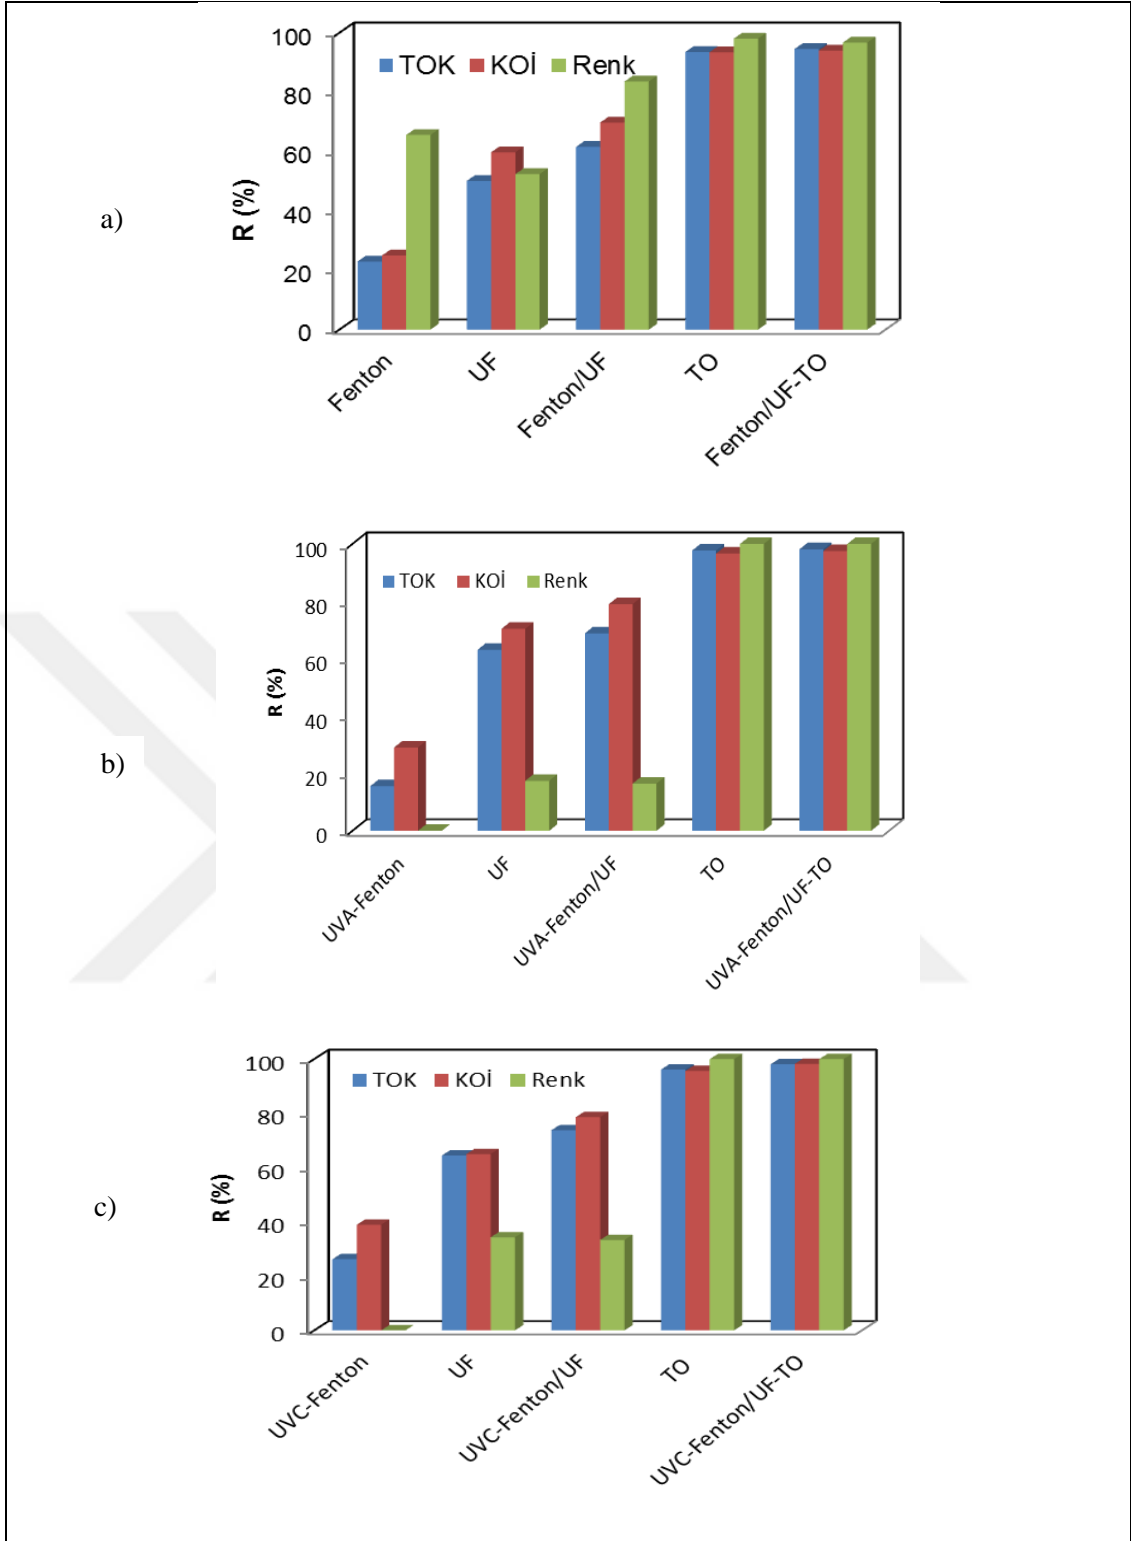 a)
R (%)
100
80
60
40
20
0
TOK KOİ Renk
Fenton
UF
Fenton/UF
TO
Fenton/UF-TO
b)
R (%)
100
80
60
40
20
0
TOK KOİ Renk
UVA-Fenton
UF
UVA-Fenton/UF
TO
UVA-Fenton/UF-TO
c)
R (%)
100
80
60
40
20
0
TOK KOİ Renk
UVC-Fenton
UF
UVC-Fenton/UF
TO
UVC-Fenton/UF-TO